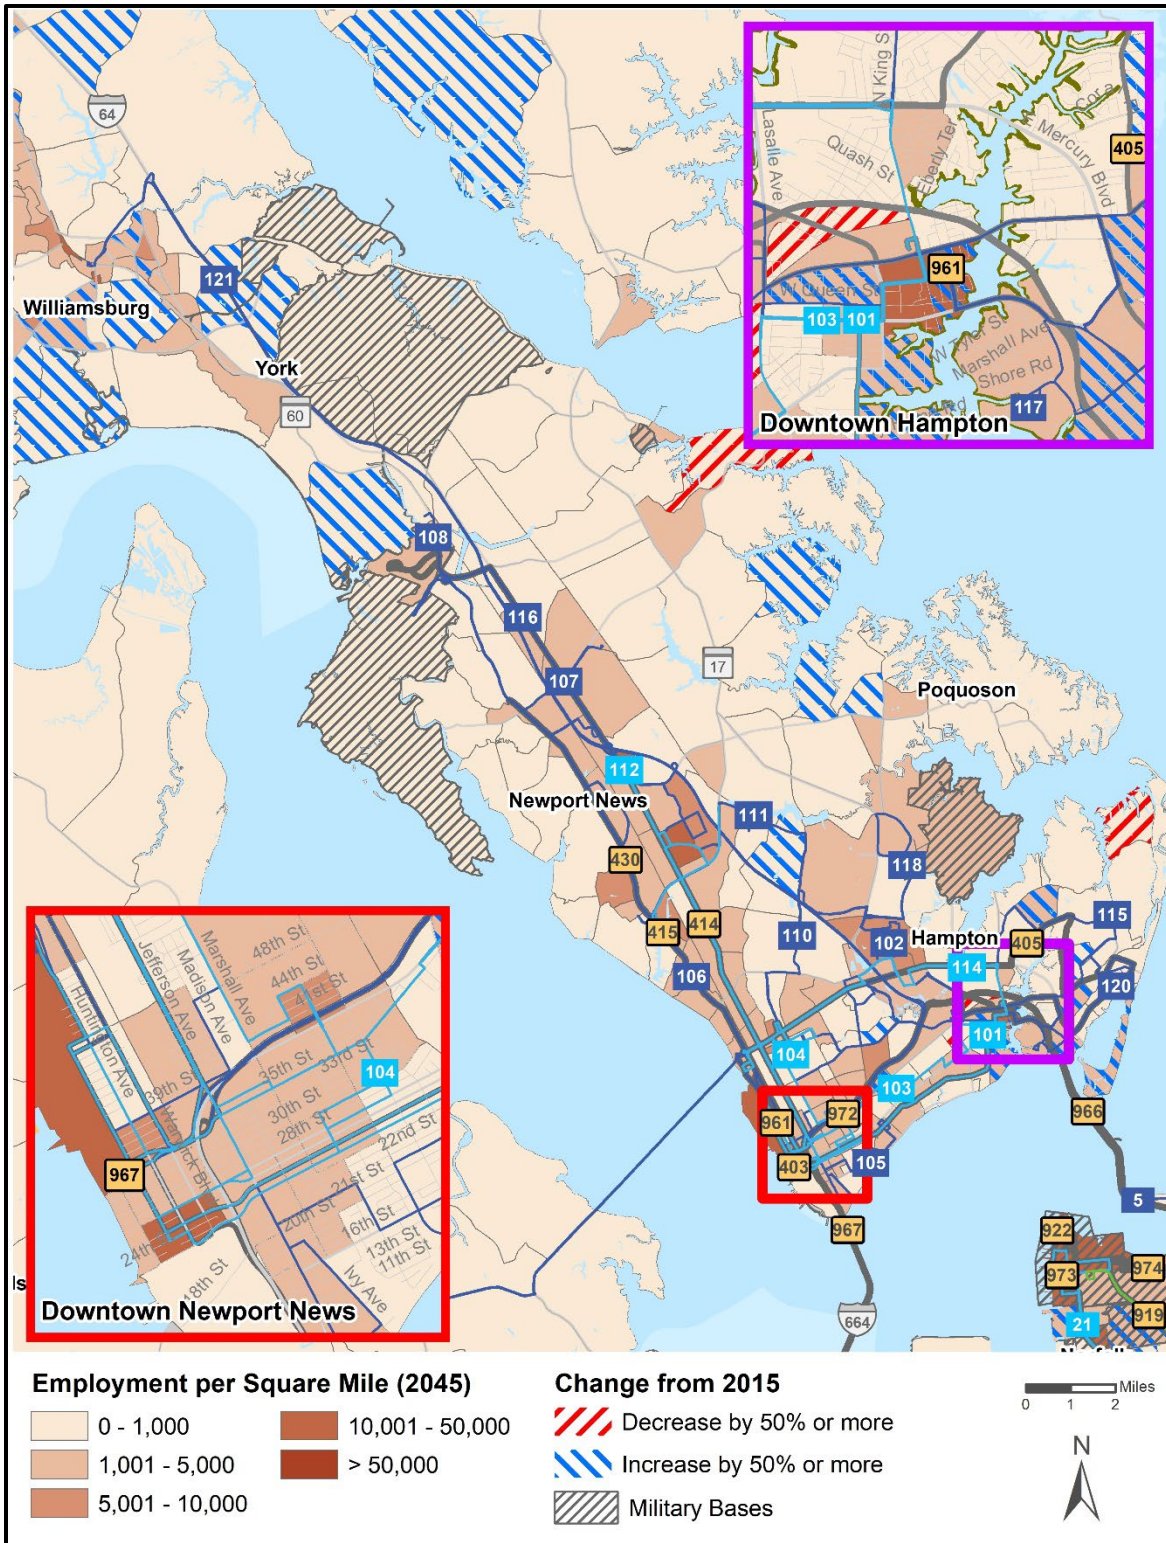 64
121
Williamsburg
York
60
108
116
107
17
Poquoson
112
Newport News
111
430
118
415
414
110
102
Hampton
405
115
106
114
120
101
104
103
961
972
966
403
105
5
967
922
974
973
919
21
664
N King St
Lasalle Ave
Quash St
Eberly Ter
Cora
Mercury Blvd
405
961
W Queen St
103
101
W Tyler St
Marshall Ave
Shore Rd
Rd
117
Downtown Hampton
48th St
44th St
41st St
Marshall Ave
Madison Ave
Jefferson Ave
Huntington Ave
39th St
35th St
33rd St
104
30th St
28th St
Warwick Blvd
22nd St
21st St
967
20th St
16th St
13th St
11th St
24th
18th St
Ivy Ave
ls
Downtown Newport News
Employment per Square Mile (2045)
0 - 1,000
1,001 - 5,000
5,001 - 10,000
10,001 - 50,000
> 50,000
Change from 2015
Decrease by 50% or more
Increase by 50% or more
Military Bases
Miles
0 1 2
N